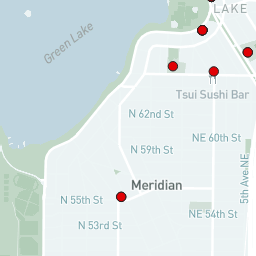 LAKE
Green Lake
Tsui Sushi Bar
N 62nd St
NE 60th St
N 59th St
5th Ave NE
Meridian
N 55th St
NE 54th St
N 53rd St